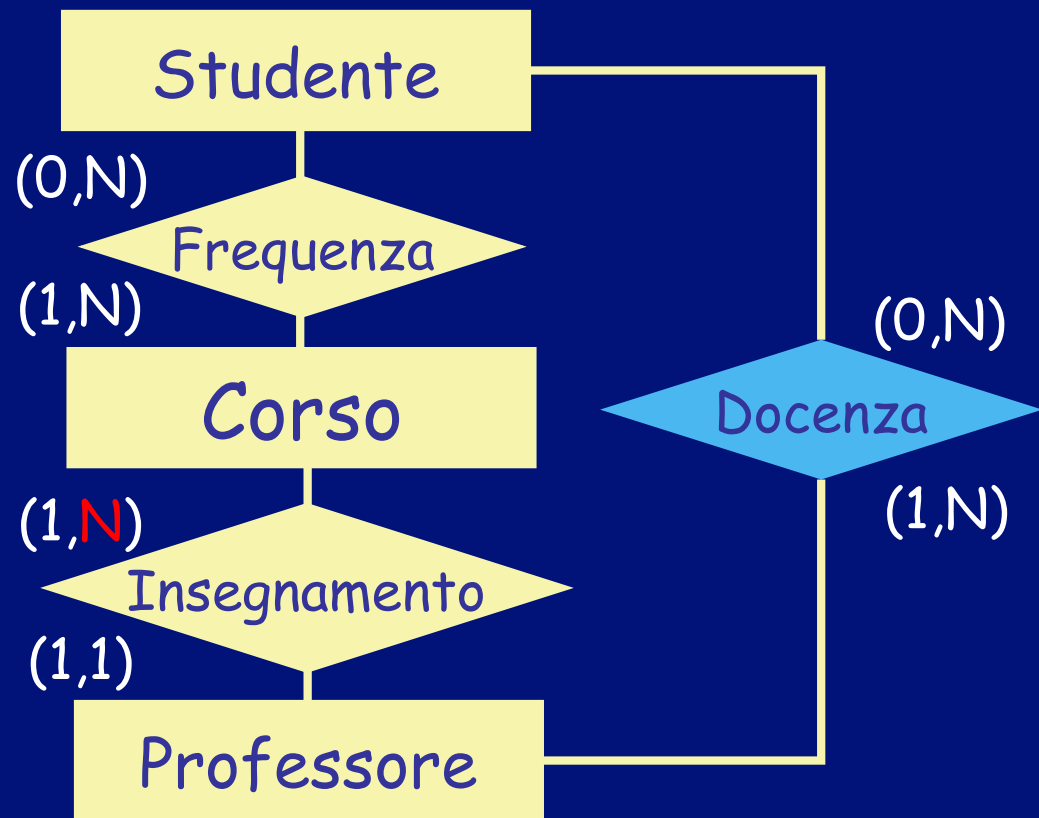 Studente
(0,N)
Frequenza
(1,N)
(0,N)
Corso
Docenza
(1,N)
(1,N)
Insegnamento
(1,1)
Professore